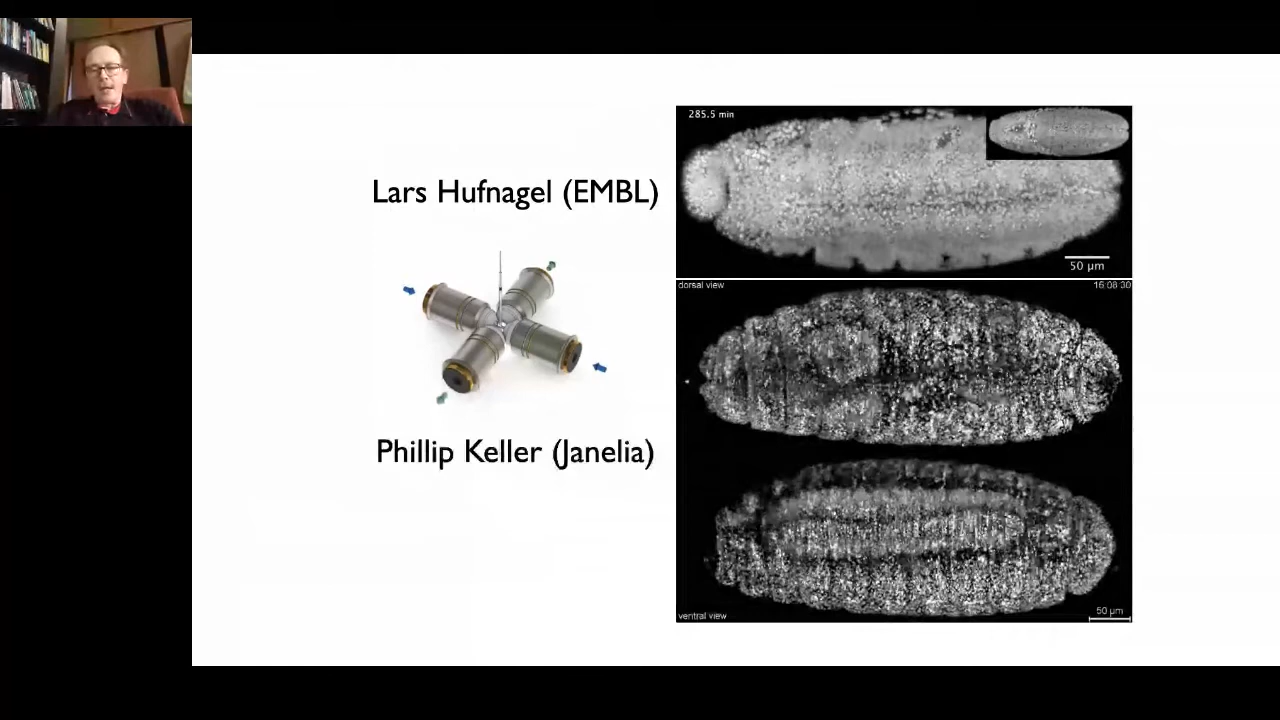 285.5 min
Lars Hufnagel (EMBL)
50 µm
dorsal view
16:08:30
Phillip Keller (Janelia)
50 µm
ventral view